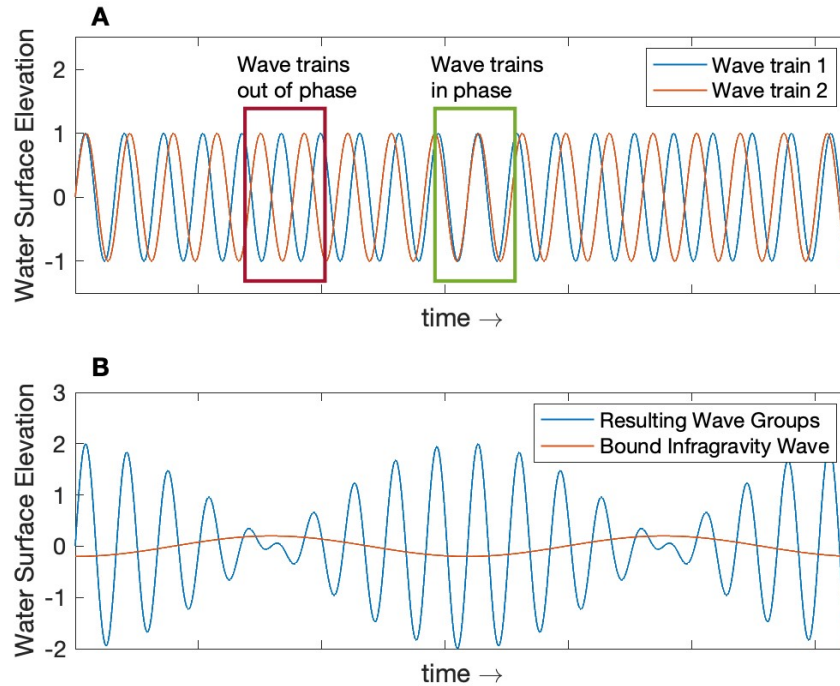 A
Wave trains
out of phase
Wave trains
in phase
Wave train 1
Wave train 2
2
1
0
-1
Water Surface Elevation
time →
B
Resulting Wave Groups
Bound Infragravity Wave
3
2
1
0
-1
-2
Water Surface Elevation
time →